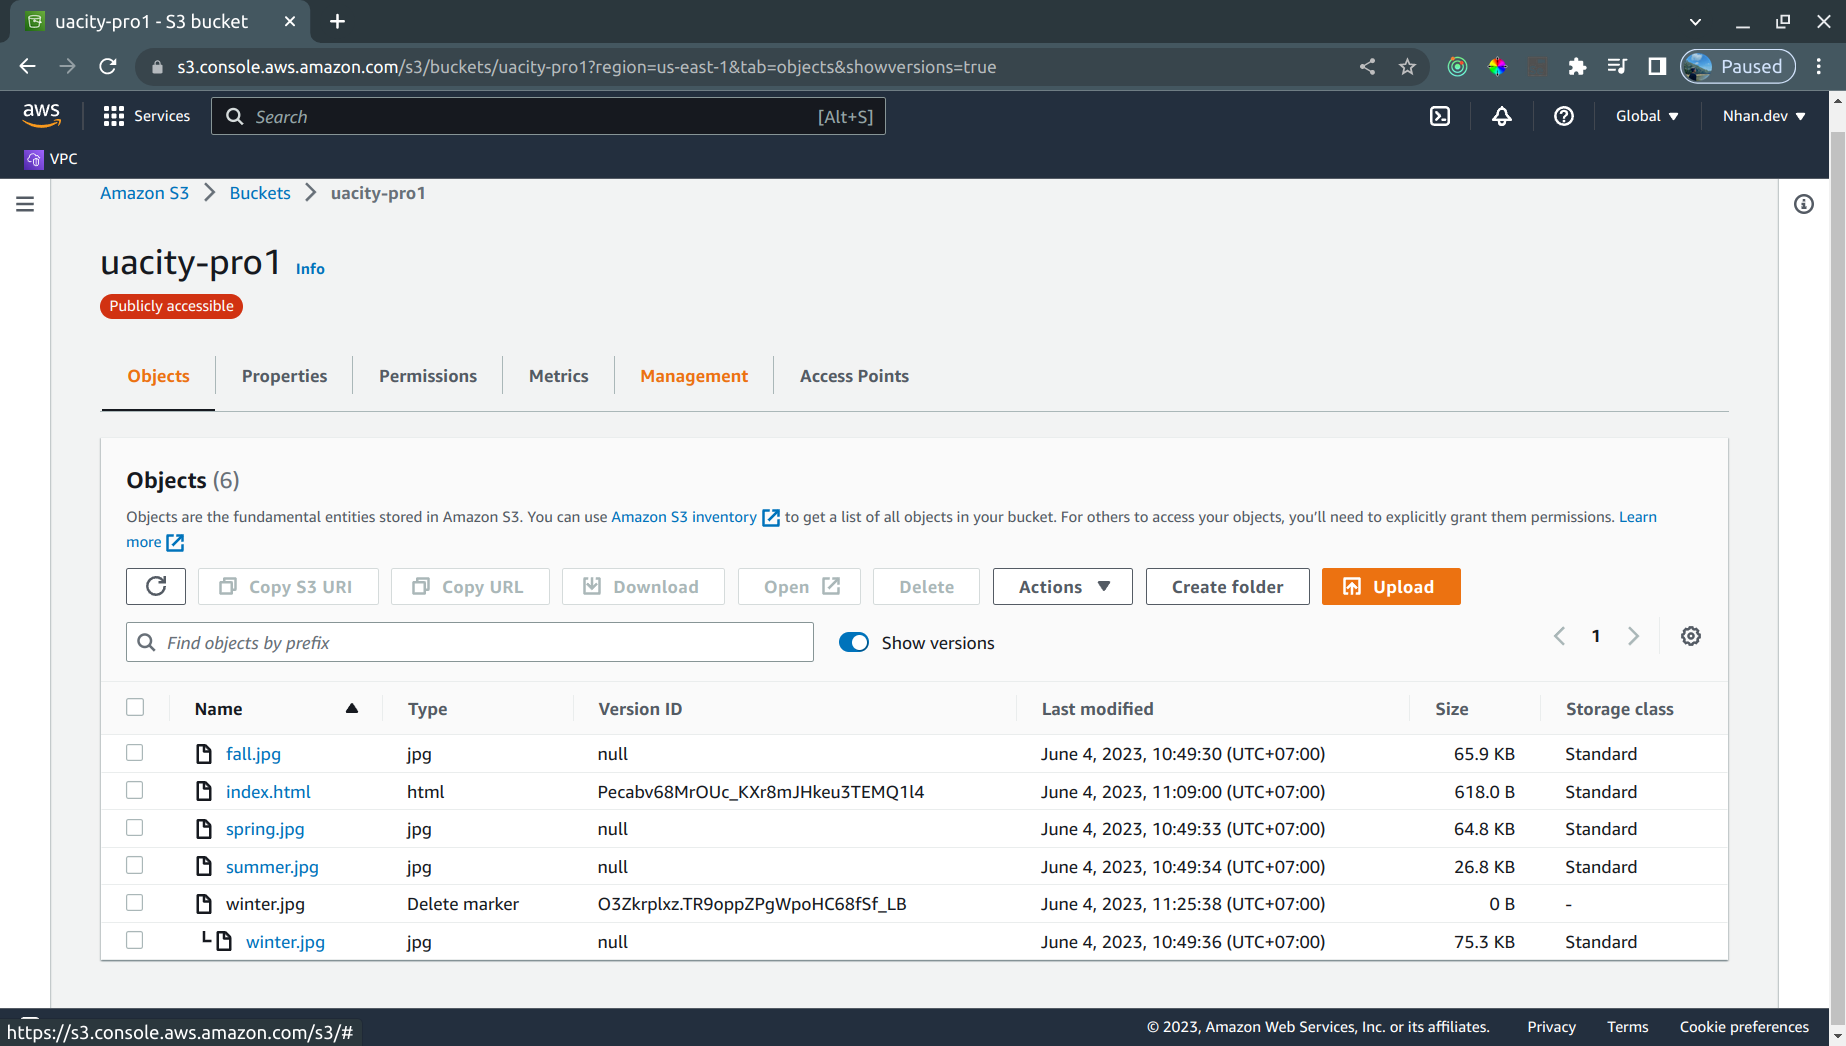 uacity-pro1 - S3 bucket
s3.console.aws.amazon.com/s3/buckets/uacity-pro1?region=us-east-1&tab=objects&showversions=true
Paused
aws
Services
Search
[Alt+S]
Global
Nhan.dev
VPC
Amazon S3
Buckets
uacity-pro1
uacity-pro1 Info
Publicly accessible
Objects
Properties
Permissions
Metrics
Management
Access Points
Objects (6)
Objects are the fundamental entities stored in Amazon S3. You can use Amazon S3 inventory to get a list of all objects in your bucket. For others to access your objects, you'll need to explicitly grant them permissions. Learn
more
Copy S3 URI
Copy URL
Download
Open
Delete
Actions
Create folder
Upload
Find objects by prefix
Show versions
1
Name Type Version ID Last modified Size Storage class
fall.jpg jpg null June 4, 2023, 10:49:30 (UTC+07:00) 65.9 KB Standard
index.html html Pecabv68MrOUc_KXr8mJHkeu3TEMQ1l4 June 4, 2023, 11:09:00 (UTC+07:00) 618.0 B Standard
spring.jpg jpg null June 4, 2023, 10:49:33 (UTC+07:00) 64.8 KB Standard
summer.jpg jpg null June 4, 2023, 10:49:34 (UTC+07:00) 26.8 KB Standard
winter.jpg Delete marker O3Zkrplxz.TR9oppZPgWpoHC68fSf_LB June 4, 2023, 11:25:38 (UTC+07:00) 0 B -
winter.jpg jpg null June 4, 2023, 10:49:36 (UTC+07:00) 75.3 KB Standard
https://s3.console.aws.amazon.com/s3/#
© 2023, Amazon Web Services, Inc. or its affiliates.
Privacy
Terms
Cookie preferences